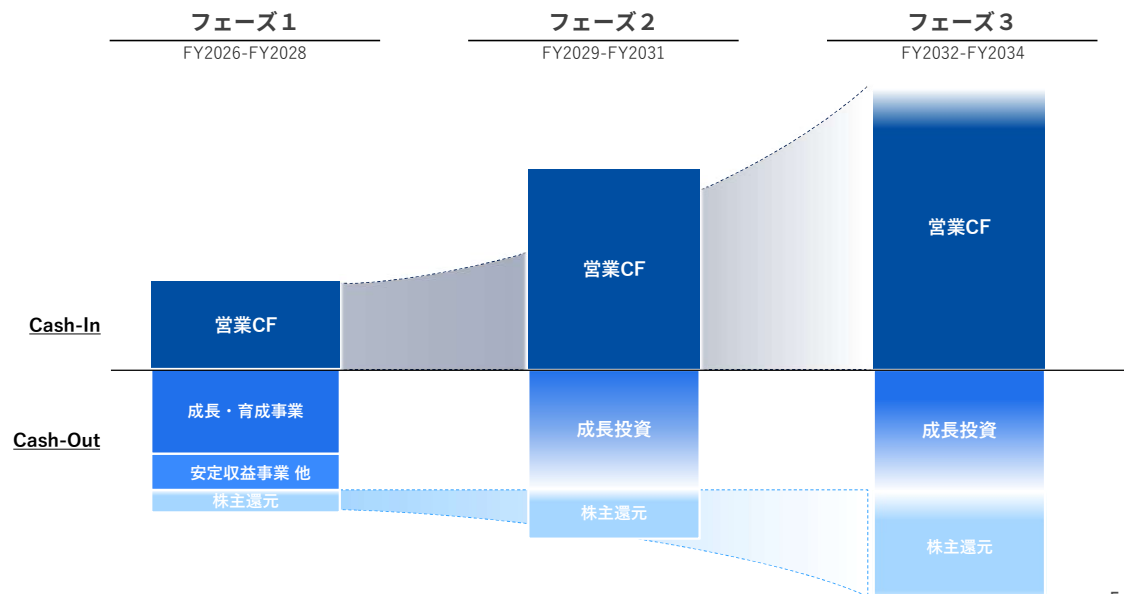 フェーズ１
フェーズ２
フェーズ３
FY2026-FY2028
FY2029-FY2031
FY2032-FY2034
Cash-In
営業CF
営業CF
営業CF
Cash-Out
成長・育成事業
安定収益事業 他
株主還元
成長投資
株主還元
成長投資
株主還元